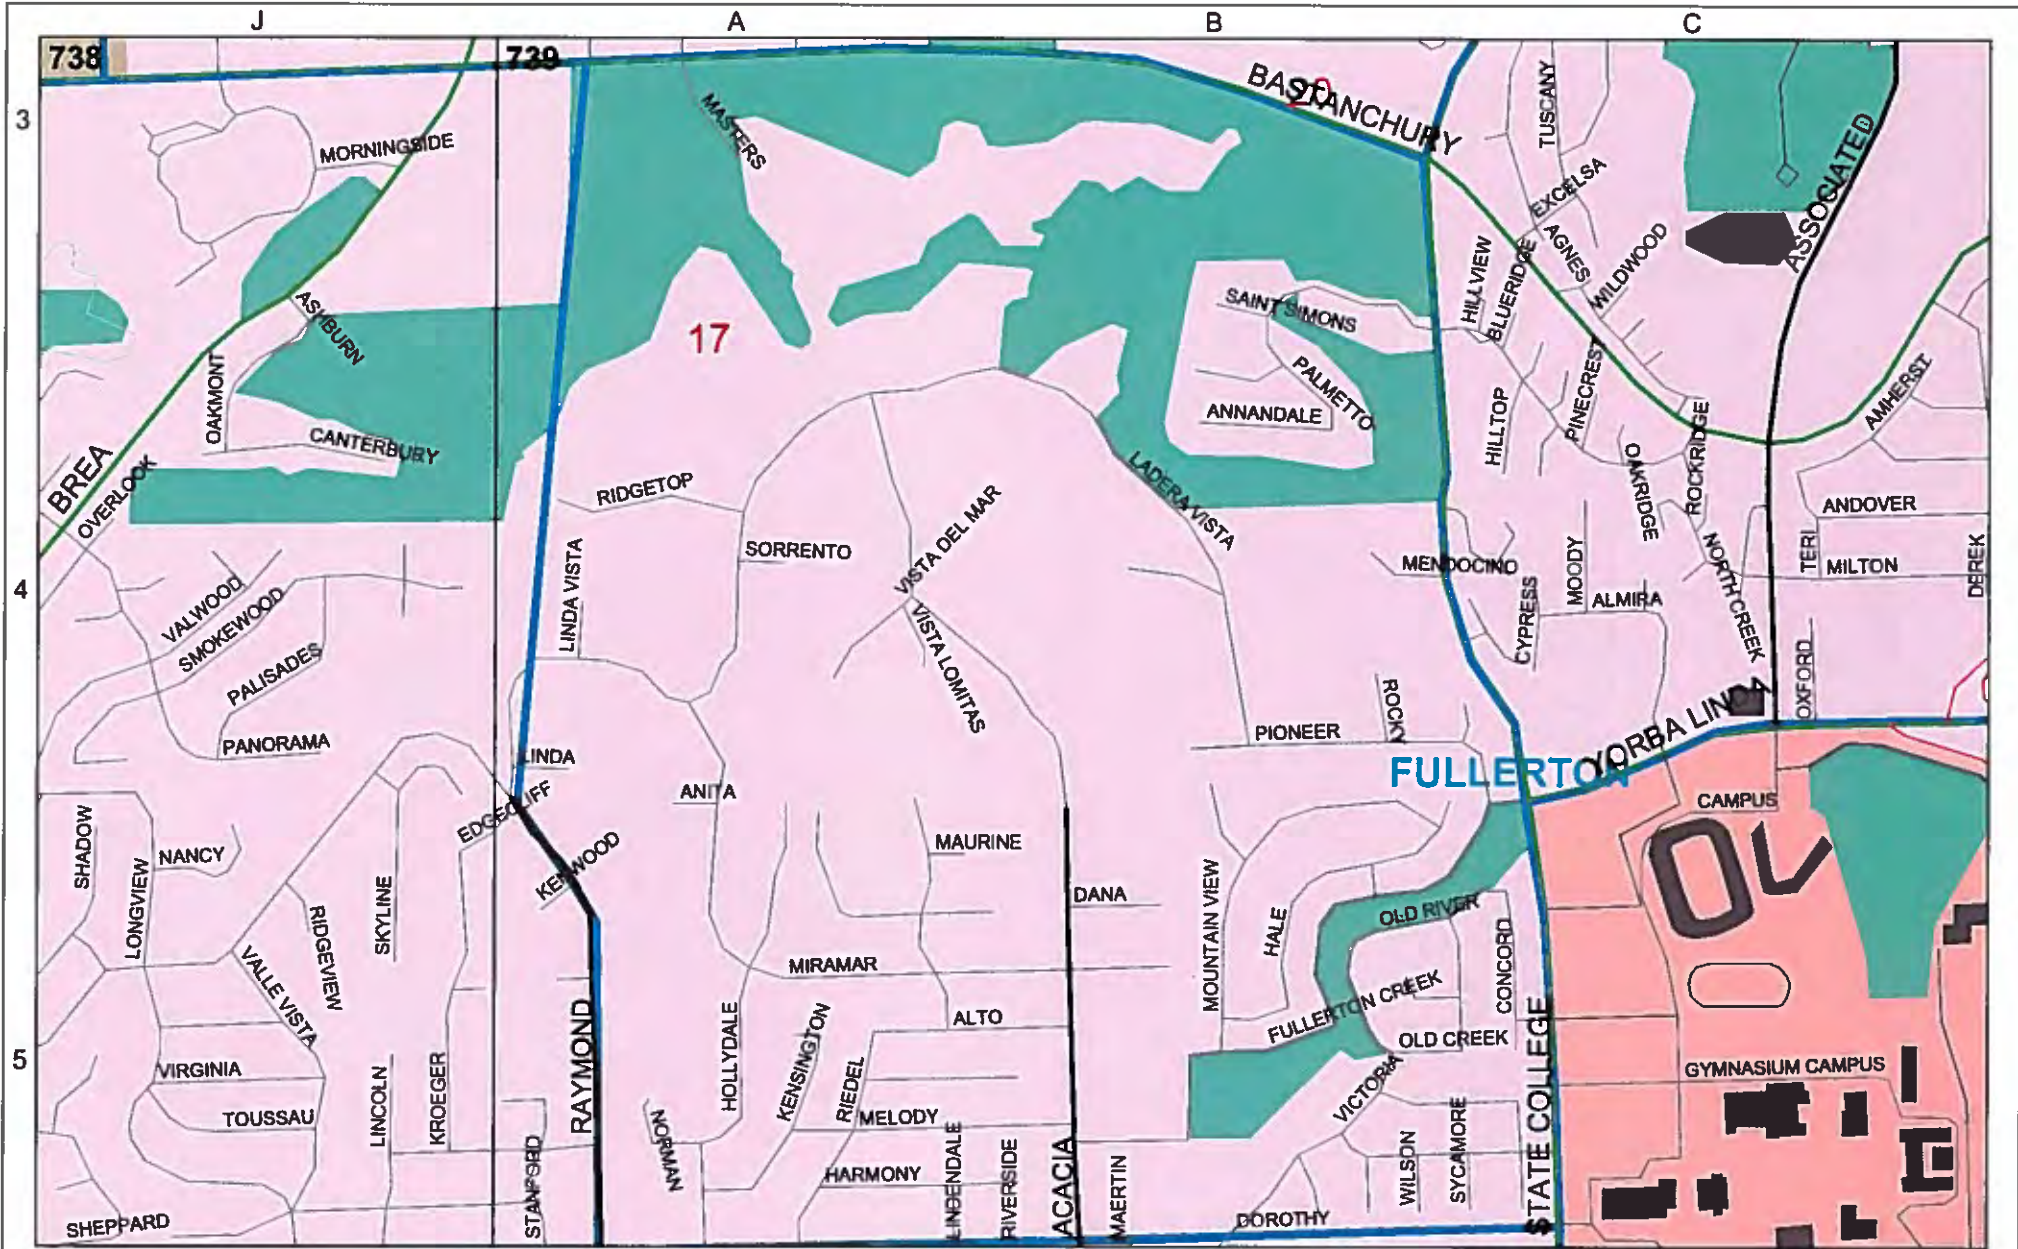 J
A
B
C
738
739
3
4
5
BASTANCHURY
20
MASTERS
TUSCANY
ASSOCIATED
MORNINGSIDE
EXCELSA
AGNES
WILDWOOD
HILLVIEW
BLUERIDGE
SAINT SIMONS
17
ASHBURN
OAKMONT
PALMETTO
ANNANDALE
PINECREST
HILLTOP
AMHERST
CANTERBURY
BREA
OVERLOOK
LADERA VISTA
OAKRIDGE
ROCKRIDGE
RIDGETOP
ANDOVER
SORRENTO
VISTA DEL MAR
LINDA VISTA
MENDOCINO
MOODY
NORTH CREEK
TERI
MILTON
DEREK
VALWOOD
SMOKEWOOD
CYPRESS
ALMIRA
PALISADES
VISTA LOMITAS
ROCKY
OXFORD
PANORAMA
PIONEER
YORBA LINDA
FULLERTON
LINDA
ANITA
CAMPUS
EDGECLIFF
SHADOW
NANCY
LONGVIEW
KENWOOD
MAURINE
DANA
MOUNTAIN VIEW
HALE
OLD RIVER
CONCORD
SKYLINE
RIDGEVIEW
VALLE VISTA
MIRAMAR
FULLERTON CREEK
OLD CREEK
RAYMOND
HOLLYDALE
KENSINGTON
ALTO
STATE COLLEGE
VIRGINIA
TOUSSAU
LINCOLN
KROEGER
RIEDEL
GYMNASIUM CAMPUS
VICTORIA
MELODY
NORMAN
STANFORD
HARMONY
LINDENDALE
RIVERSIDE
ACACIA
MAERTIN
WILSON
SYCAMORE
SHEPPARD
DOROTHY